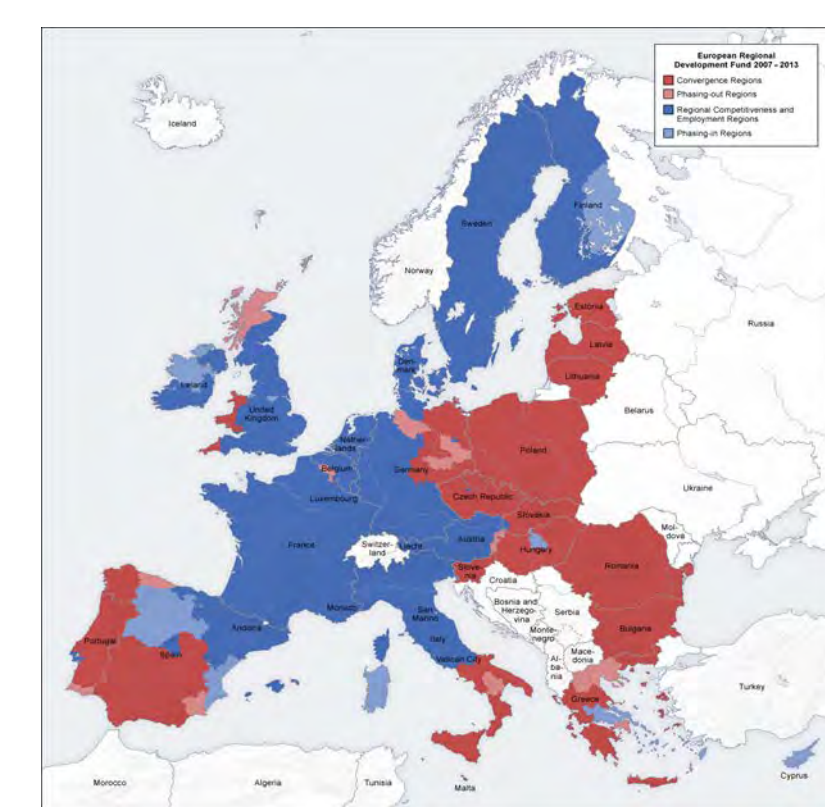 European Regional
Development Fund 2007 - 2013
Convergence Regions
Phasing-out Regions
Regional Competitiveness and
Employment Regions
Phasing-in Regions
Iceland
Finland
Sweden
Norway
Estonia
Russia
Latvia
Lithuania
Den-
mark
Ireland
United
Kingdom
Belarus
Nether-
lands
Poland
Belgium
Germany
Ukraine
Luxembourg
Czech Republic
Slovakia
Mol-
dova
Austria
France
Switzer-
land
Liecht.
Hungary
Slove-
nia
Romania
Croatia
Bosnia and
Herzego-
vina
Serbia
Monaco
San
Marino
Andorra
Italy
Monte-
negro
Bulgaria
Portugal
Spain
Vatican City
Mace-
donia
Al-
ba-
nia
Greece
Turkey
Cyprus
Morocco
Algeria
Tunisia
Malta